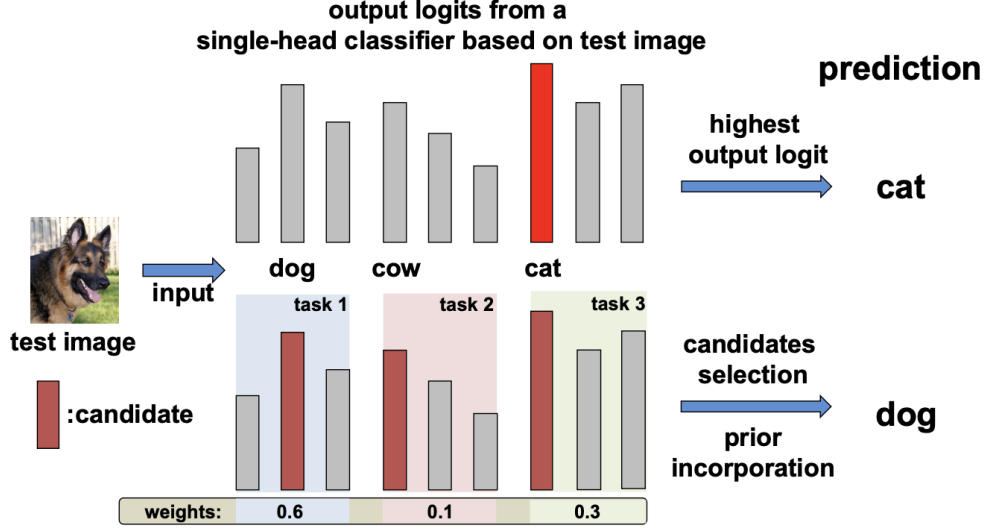 output logits from a
single-head classifier based on test image
prediction
highest
output logit
cat
dog cow cat
input
test image
task 1 task 2 task 3
:candidate
candidates
selection
dog
prior
incorporation
weights: 0.6 0.1 0.3